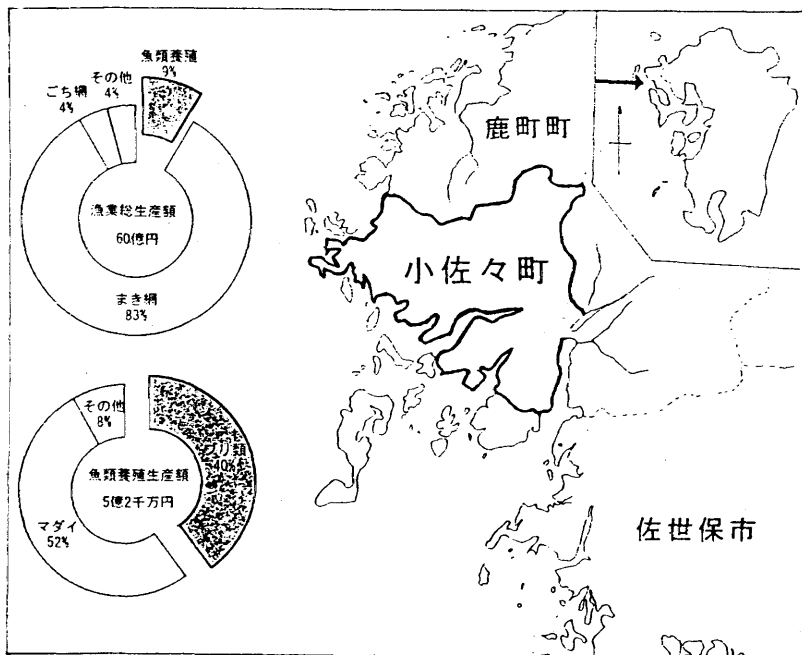 魚類養殖
9%
その他
4%
ごち網
4%
漁業総生産額
60億円
まき網
83%
その他
8%
ブリ類
40%
魚類養殖生産額
5億2千万円
マダイ
52%
鹿町町
小佐々町
佐世保市